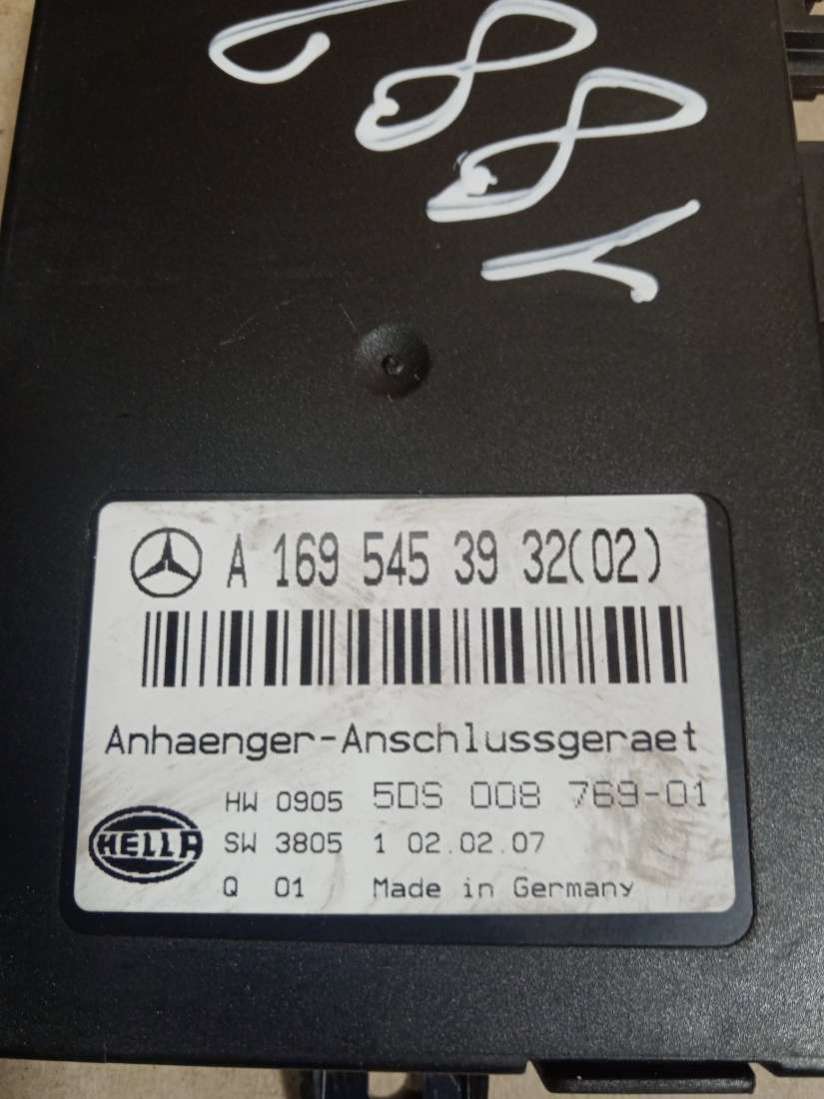 A 169 545 39 32(02)
Anhaenger-Anschlussgeraet
HW 0905 5DS 008 769-01
HELLA SW 3805 1 02.02.07
Q 01 Made in Germany